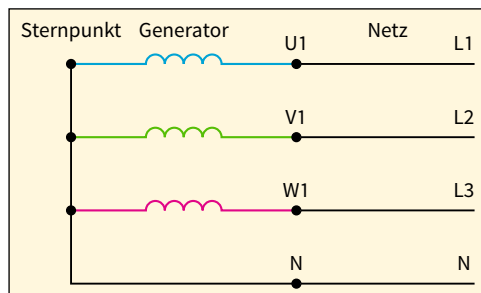 Sternpunkt Generator Netz
U1 L1
V1 L2
W1 L3
N N